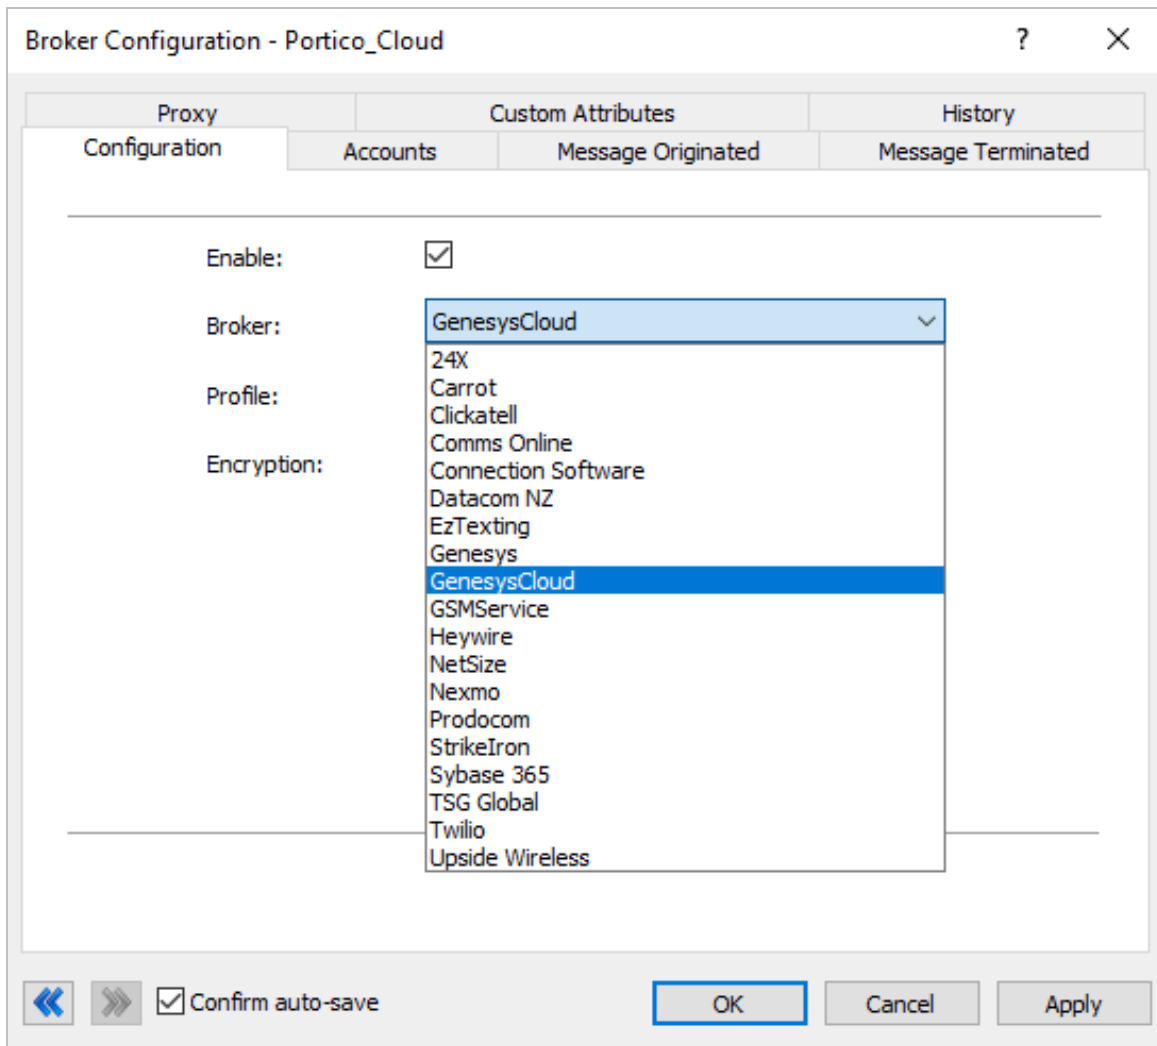 Broker Configuration - Portico_Cloud ?
Proxy Custom Attributes History
Configuration Accounts Message Originated Message Terminated
Enable:
Broker: GenesysCloud
24X
Carrot
Clickatell
Profile:
Comms Online
Encryption: Connection Software
Datacom NZ
EzTexting
Genesys
GenesysCloud
GSMService
Heywire
NetSize
Nexmo
Prodocom
StrikeIron
Sybase 365
TSG Global
Twilio
Upside Wireless
Confirm auto-save OK Cancel Apply